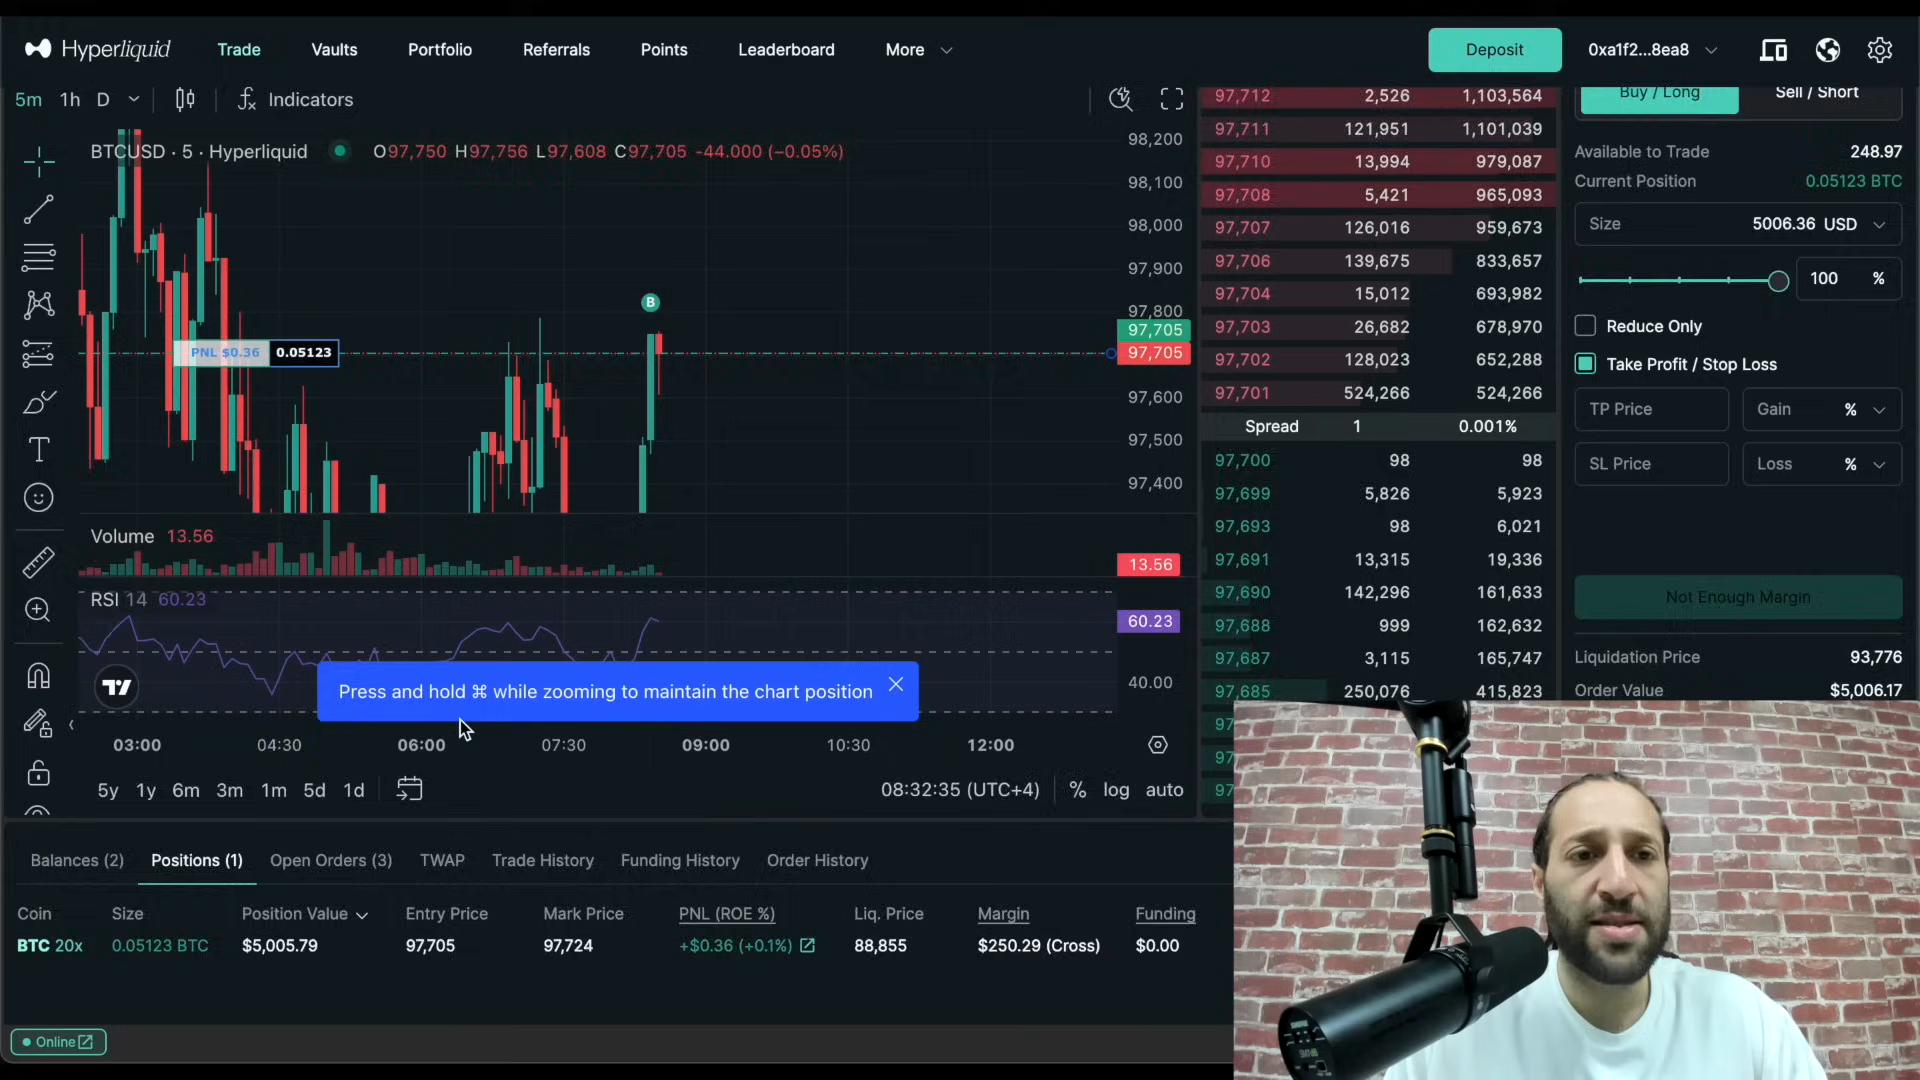 Hyperliquid Trade Vaults Portfolio Referrals Points Leaderboard More Deposit 0xa1f2...8ea8
5m 1h D Indicators
BTCUSD · 5 · Hyperliquid O97,750 H97,756 L97,608 C97,705 -44.000 (-0.05%)
B
PNL $0.36 0.05123
98,200
98,100
98,000
97,900
97,800
97,705
97,705
97,600
97,500
97,400
Volume 13.56
13.56
RSI 14 60.23
60.23
40.00
Press and hold ⌘ while zooming to maintain the chart position
03:00 04:30 06:00 07:30 09:00 10:30 12:00
5y 1y 6m 3m 1m 5d 1d 08:32:35 (UTC+4) % log auto
97,712 2,526 1,103,564
97,711 121,951 1,101,039
97,710 13,994 979,087
97,708 5,421 965,093
97,707 126,016 959,673
97,706 139,675 833,657
97,704 15,012 693,982
97,703 26,682 678,970
97,702 128,023 652,288
97,701 524,266 524,266
Spread 1 0.001%
97,700 98 98
97,699 5,826 5,923
97,693 98 6,021
97,691 13,315 19,336
97,690 142,296 161,633
97,688 999 162,632
97,687 3,115 165,747
97,685 250,076 415,823
97
97
97
Buy / Long Sell / Short
Available to Trade 248.97
Current Position 0.05123 BTC
Size 5006.36 USD
100 %
Reduce Only
Take Profit / Stop Loss
TP Price Gain %
SL Price Loss %
Not Enough Margin
Liquidation Price 93,776
Order Value $5,006.17
Balances (2) Positions (1) Open Orders (3) TWAP Trade History Funding History Order History
Coin Size Position Value Entry Price Mark Price PNL (ROE %) Liq. Price Margin Funding
BTC 20x 0.05123 BTC $5,005.79 97,705 97,724 +$0.36 (+0.1%) 88,855 $250.29 (Cross) $0.00
Online